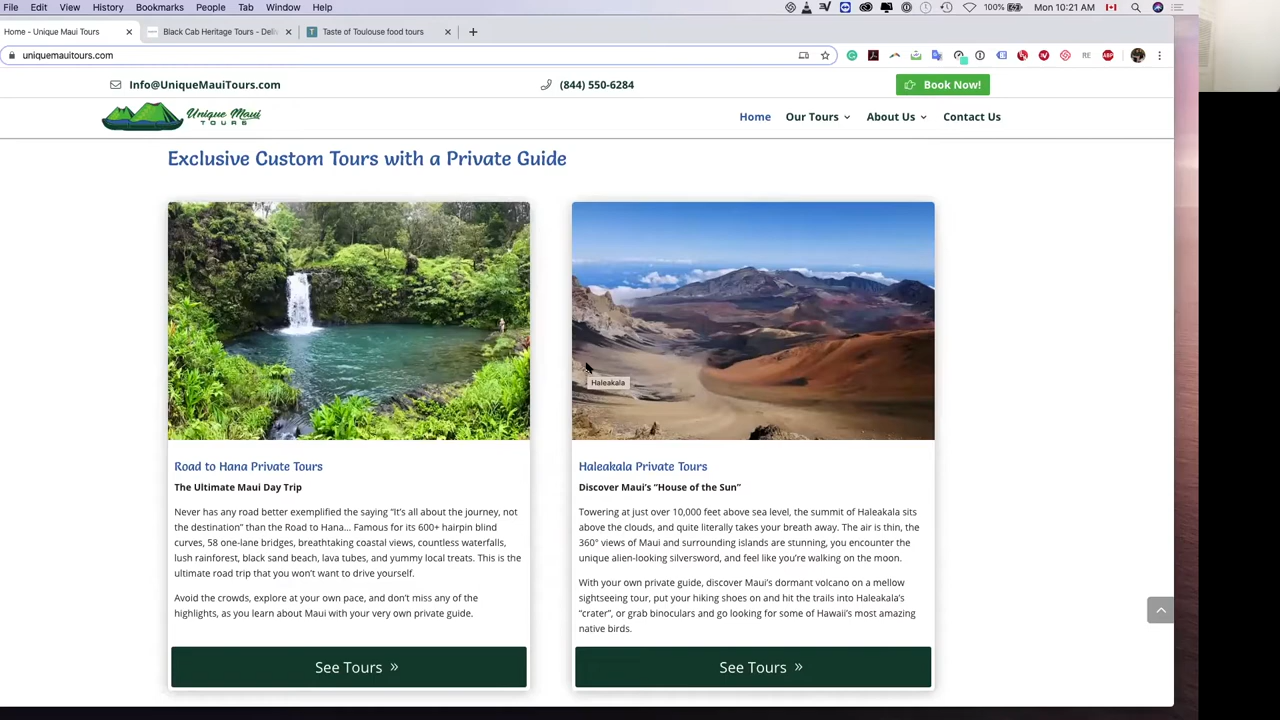 File Edit View History Bookmarks People Tab Window Help 100% Mon 10:21 AM
Home - Unique Maui Tours × Black Cab Heritage Tours - Deli × Taste of Toulouse food tours × +
uniquemauitours.com
Info@UniqueMauiTours.com (844) 550-6284 Book Now!
Unique Maui
TOURS
Home Our Tours About Us Contact Us
Exclusive Custom Tours with a Private Guide
Haleakala
Road to Hana Private Tours
The Ultimate Maui Day Trip
Never has any road better exemplified the saying “It’s all about the journey, not
the destination” than the Road to Hana… Famous for its 600+ hairpin blind
curves, 58 one-lane bridges, breathtaking coastal views, countless waterfalls,
lush rainforest, black sand beach, lava tubes, and yummy local treats. This is the
ultimate road trip that you won’t want to drive yourself.
Avoid the crowds, explore at your own pace, and don’t miss any of the
highlights, as you learn about Maui with your very own private guide.
See Tours »
Haleakala Private Tours
Discover Maui’s “House of the Sun”
Towering at just over 10,000 feet above sea level, the summit of Haleakala sits
above the clouds, and quite literally takes your breath away. The air is thin, the
360° views of Maui and surrounding islands are stunning, you encounter the
unique alien-looking silversword, and feel like you’re walking on the moon.
With your own private guide, discover Maui’s dormant volcano on a mellow
sightseeing tour, put your hiking shoes on and hit the trails into Haleakala’s
“crater”, or grab binoculars and go looking for some of Hawaii’s most amazing
native birds.
See Tours »